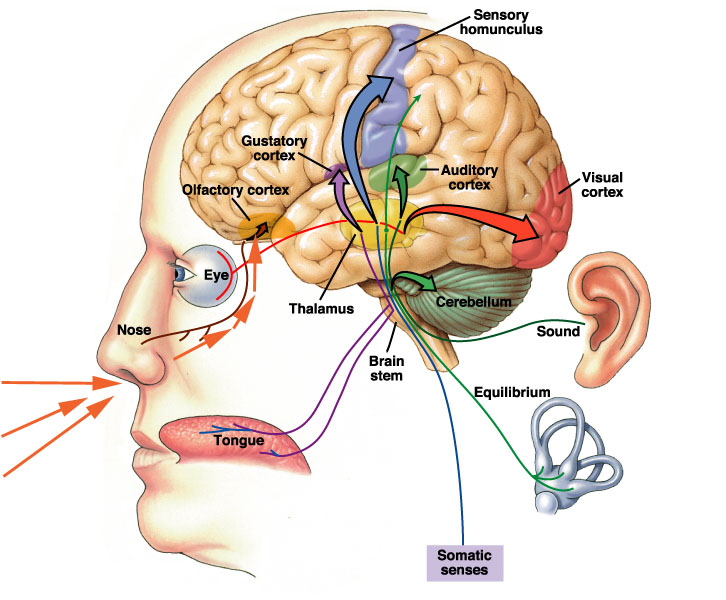 Sensory
homunculus
Gustatory
cortex
Auditory
cortex
Visual
cortex
Olfactory cortex
Eye
Thalamus
Cerebellum
Nose
Sound
Brain
stem
Equilibrium
Tongue
Somatic
senses